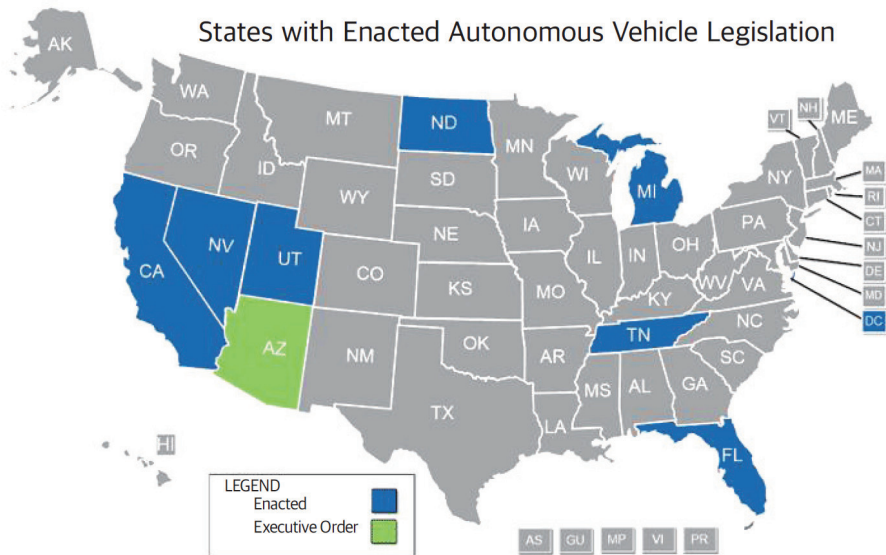 States with Enacted Autonomous Vehicle Legislation
AK
WA
MT
ND
MN
VT
NH
ME
OR
ID
SD
WI
MI
NY
MA
WY
RI
IA
PA
CT
NE
NV
UT
IL
IN
OH
NJ
CA
CO
DE
KS
MO
WV
VA
MD
KY
DC
NC
TN
AZ
NM
OK
AR
SC
MS
AL
GA
TX
LA
HI
FL
LEGEND
Enacted
Executive Order
AS GU MP VI PR